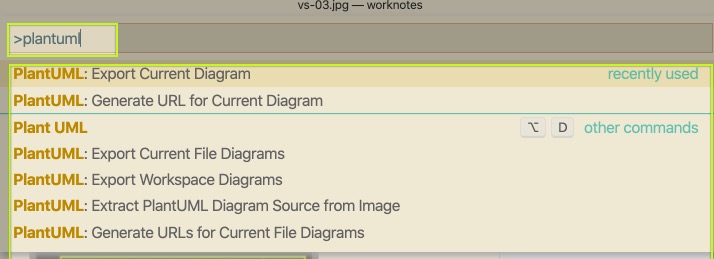 vs-03.jpg — worknotes
>plantuml
PlantUML: Export Current Diagram recently used
PlantUML: Generate URL for Current Diagram
Plant UML ⌥ D other commands
PlantUML: Export Current File Diagrams
PlantUML: Export Workspace Diagrams
PlantUML: Extract PlantUML Diagram Source from Image
PlantUML: Generate URLs for Current File Diagrams